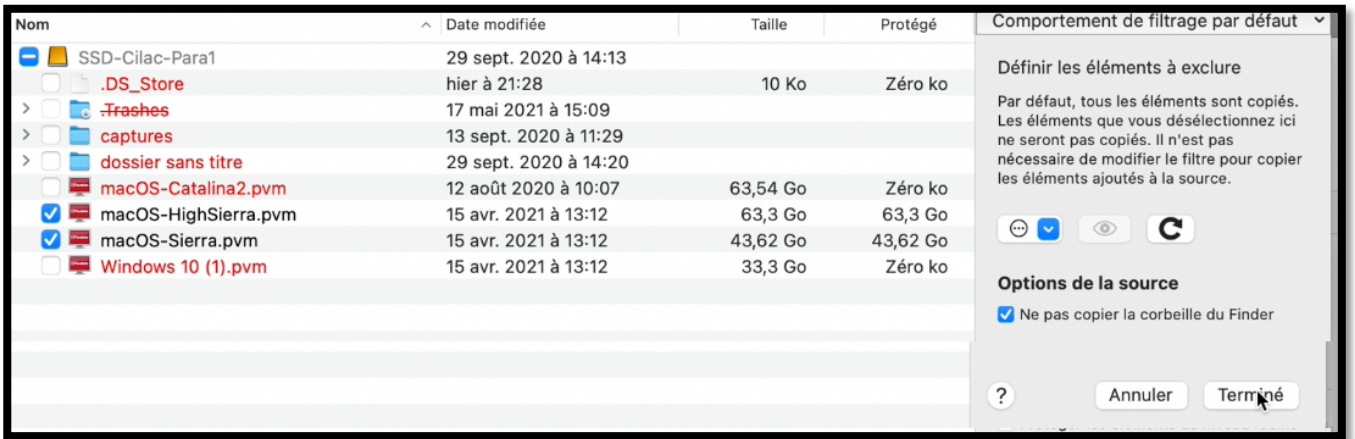 Nom Date modifiée Taille Protégé
SSD-Cilac-Para1 29 sept. 2020 à 14:13
.DS_Store hier à 21:28 10 Ko Zéro ko
.Trashes 17 mai 2021 à 15:09
captures 13 sept. 2020 à 11:29
dossier sans titre 29 sept. 2020 à 14:20
macOS-Catalina2.pvm 12 août 2020 à 10:07 63,54 Go Zéro ko
macOS-HighSierra.pvm 15 avr. 2021 à 13:12 63,3 Go 63,3 Go
macOS-Sierra.pvm 15 avr. 2021 à 13:12 43,62 Go 43,62 Go
Windows 10 (1).pvm 15 avr. 2021 à 13:12 33,3 Go Zéro ko
Comportement de filtrage par défaut
Définir les éléments à exclure
Par défaut, tous les éléments sont copiés.
Les éléments que vous désélectionnez ici
ne seront pas copiés. Il n'est pas
nécessaire de modifier le filtre pour copier
les éléments ajoutés à la source.
Options de la source
Ne pas copier la corbeille du Finder
? Annuler Terminé